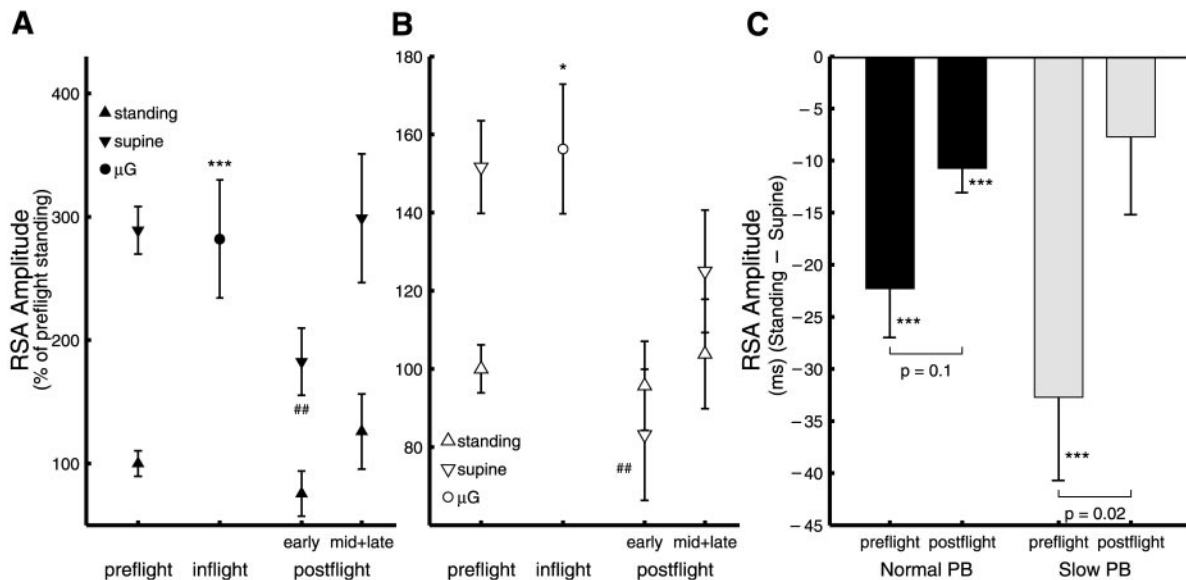 A
RSA Amplitude
(% of preflight standing)
400
300
200
100
▲ standing
▼ supine
● μG
***
##
early mid+late
preflight inflight postflight
B
180
160
140
120
100
80
*
△ standing
▽ supine
○ μG
##
early mid+late
preflight inflight postflight
C
RSA Amplitude
(ms) (Standing − Supine)
0
−5
−10
−15
−20
−25
−30
−35
−40
−45
***
***
p = 0.1
***
p = 0.02
preflight postflight preflight postflight
Normal PB Slow PB